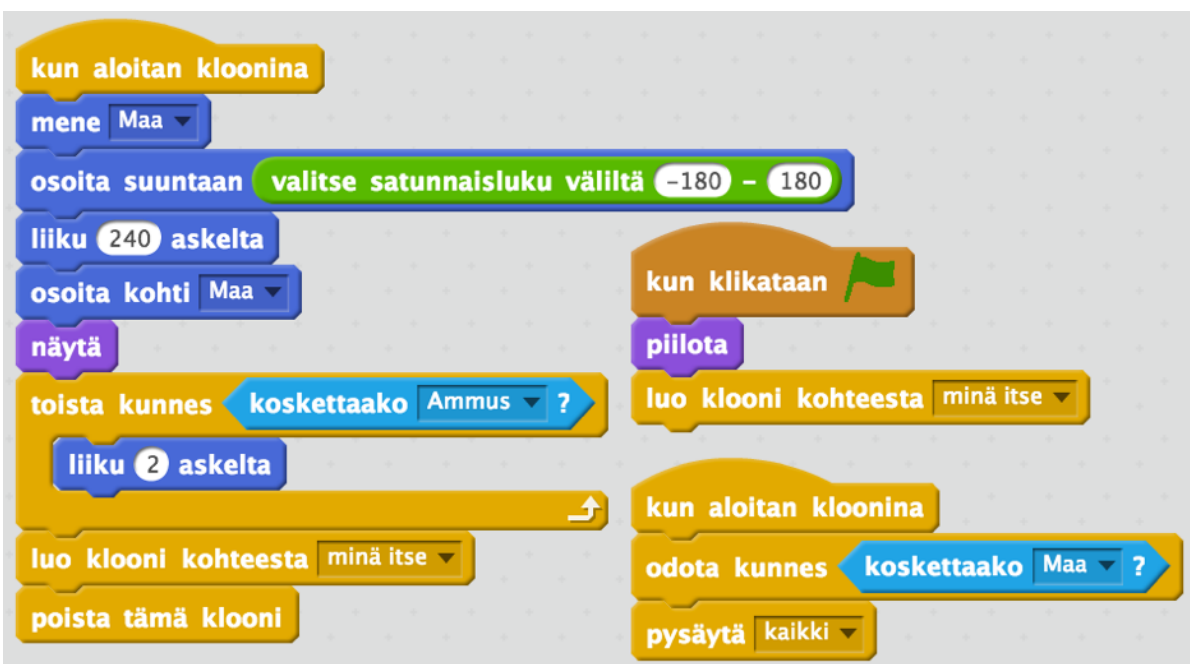 kun aloitan kloonina
mene Maa
osoita suuntaan valitse satunnaisluku väliltä -180 - 180
liiku 240 askelta
osoita kohti Maa
näytä
toista kunnes koskettaako Ammus ?
liiku 2 askelta
luo klooni kohteesta minä itse
poista tämä klooni
kun klikataan
piilota
luo klooni kohteesta minä itse
kun aloitan kloonina
odota kunnes koskettaako Maa ?
pysäytä kaikki